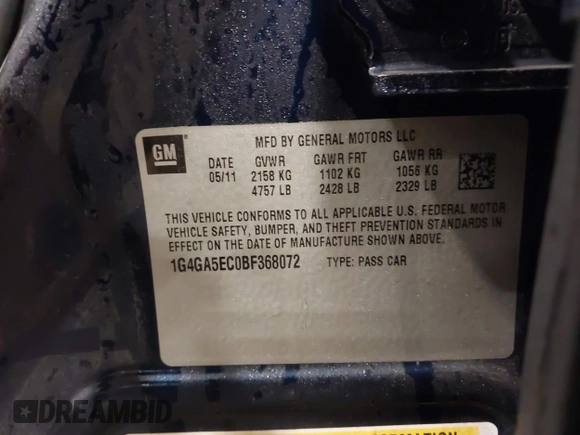 GM
MFD BY GENERAL MOTORS LLC
DATE GVWR GAWR FRT GAWR RR
05/11 2158 KG 1102 KG 1056 KG
4757 LB 2428 LB 2329 LB
THIS VEHICLE CONFORMS TO ALL APPLICABLE U.S. FEDERAL MOTOR
VEHICLE SAFETY, BUMPER, AND THEFT PREVENTION STANDARDS IN
EFFECT ON THE DATE OF MANUFACTURE SHOWN ABOVE.
1G4GA5EC0BF368072 TYPE: PASS CAR
DREAMBID